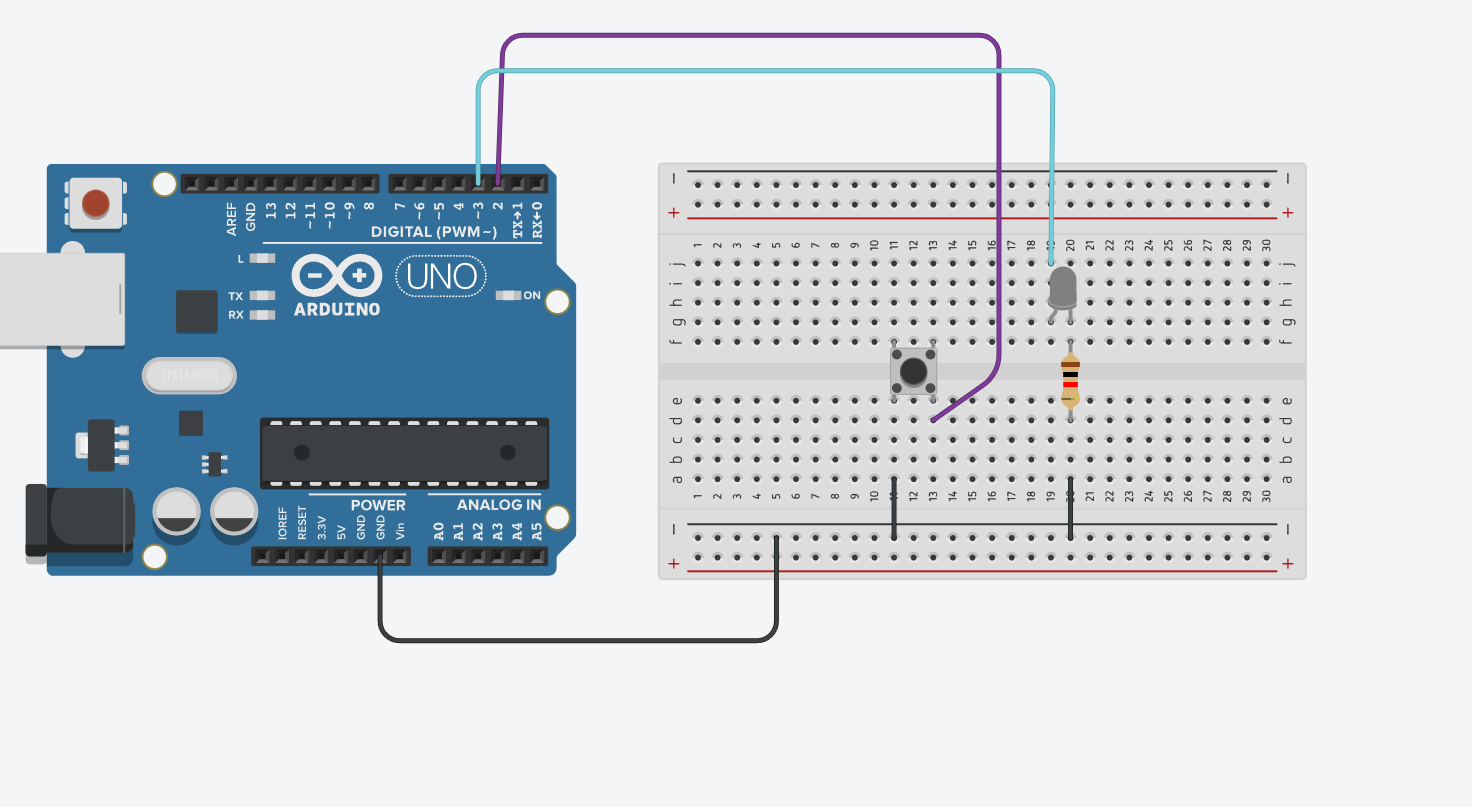 AREF
GND
13
12
~11
~10
~9
8
7
~6
~5
4
~3
2
TX→1
RX←0
DIGITAL (PWM~)
L
TX
RX
ARDUINO
UNO
ON
SPK16.000G
POWER
ANALOG IN
IOREF
RESET
3.3V
5V
GND
GND
Vin
A0
A1
A2
A3
A4
A5
− −
+ +
1 2 3 4 5 6 7 8 9 10 11 12 13 14 15 16 17 18 19 20 21 22 23 24 25 26 27 28 29 30
j j
i i
h h
g g
f f
e e
d d
c c
b b
a a
1 2 3 4 5 6 7 8 9 10 11 12 13 14 15 16 17 18 19 20 21 22 23 24 25 26 27 28 29 30
− −
+ +